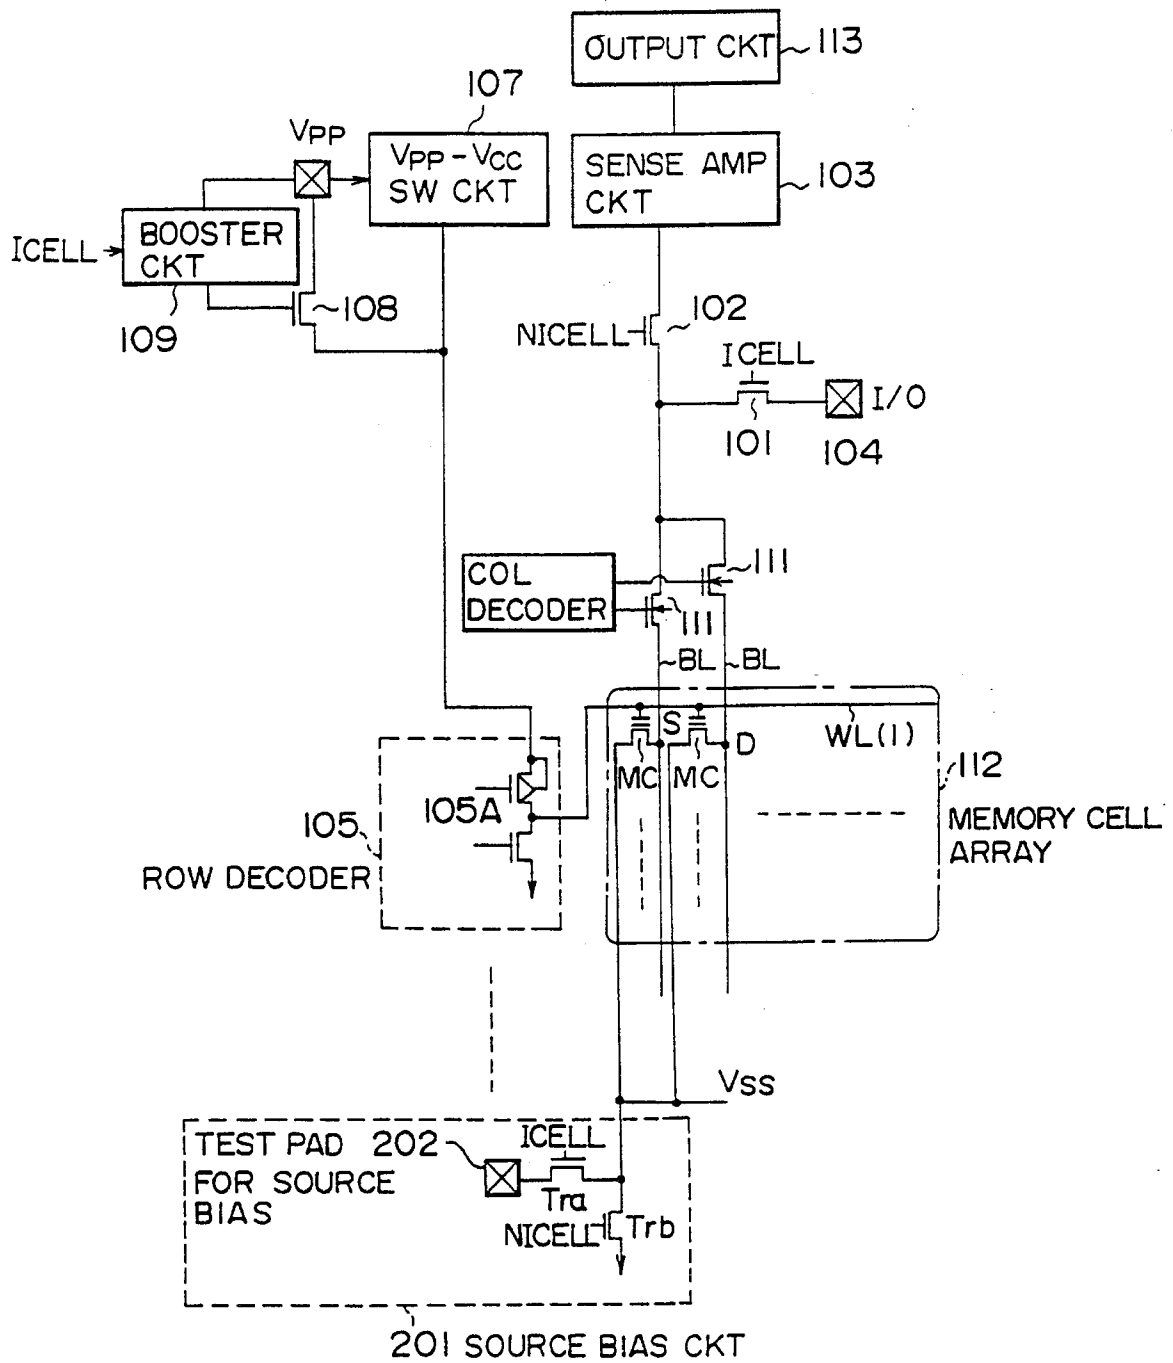 OUTPUT CKT
113
107
VPP
VPP-VCC
SW CKT
SENSE AMP
CKT
103
ICELL
BOOSTER
CKT
109
108
NICELL
102
ICELL
I/O
101
104
COL
DECODER
111
111
BL
BL
S
D
WL(1)
MC
MC
112
MEMORY CELL
ARRAY
105A
105
ROW DECODER
VSS
TEST PAD 202
FOR SOURCE
BIAS
ICELL
Tra
NICELL
Trb
201 SOURCE BIAS CKT